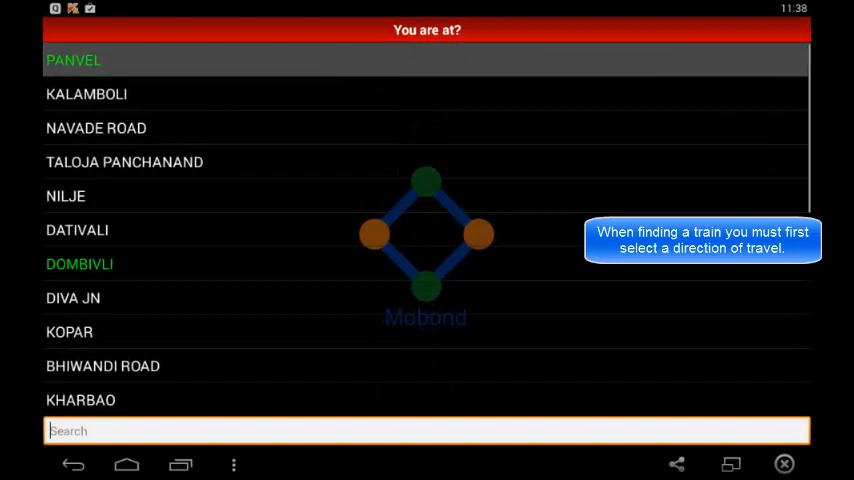 11:38
You are at?
PANVEL
KALAMBOLI
NAVADE ROAD
TALOJA PANCHANAND
NILJE
DATIVALI
When finding a train you must first
select a direction of travel.
DOMBIVLI
DIVA JN
KOPAR
Mobond
BHIWANDI ROAD
KHARBAO
Search